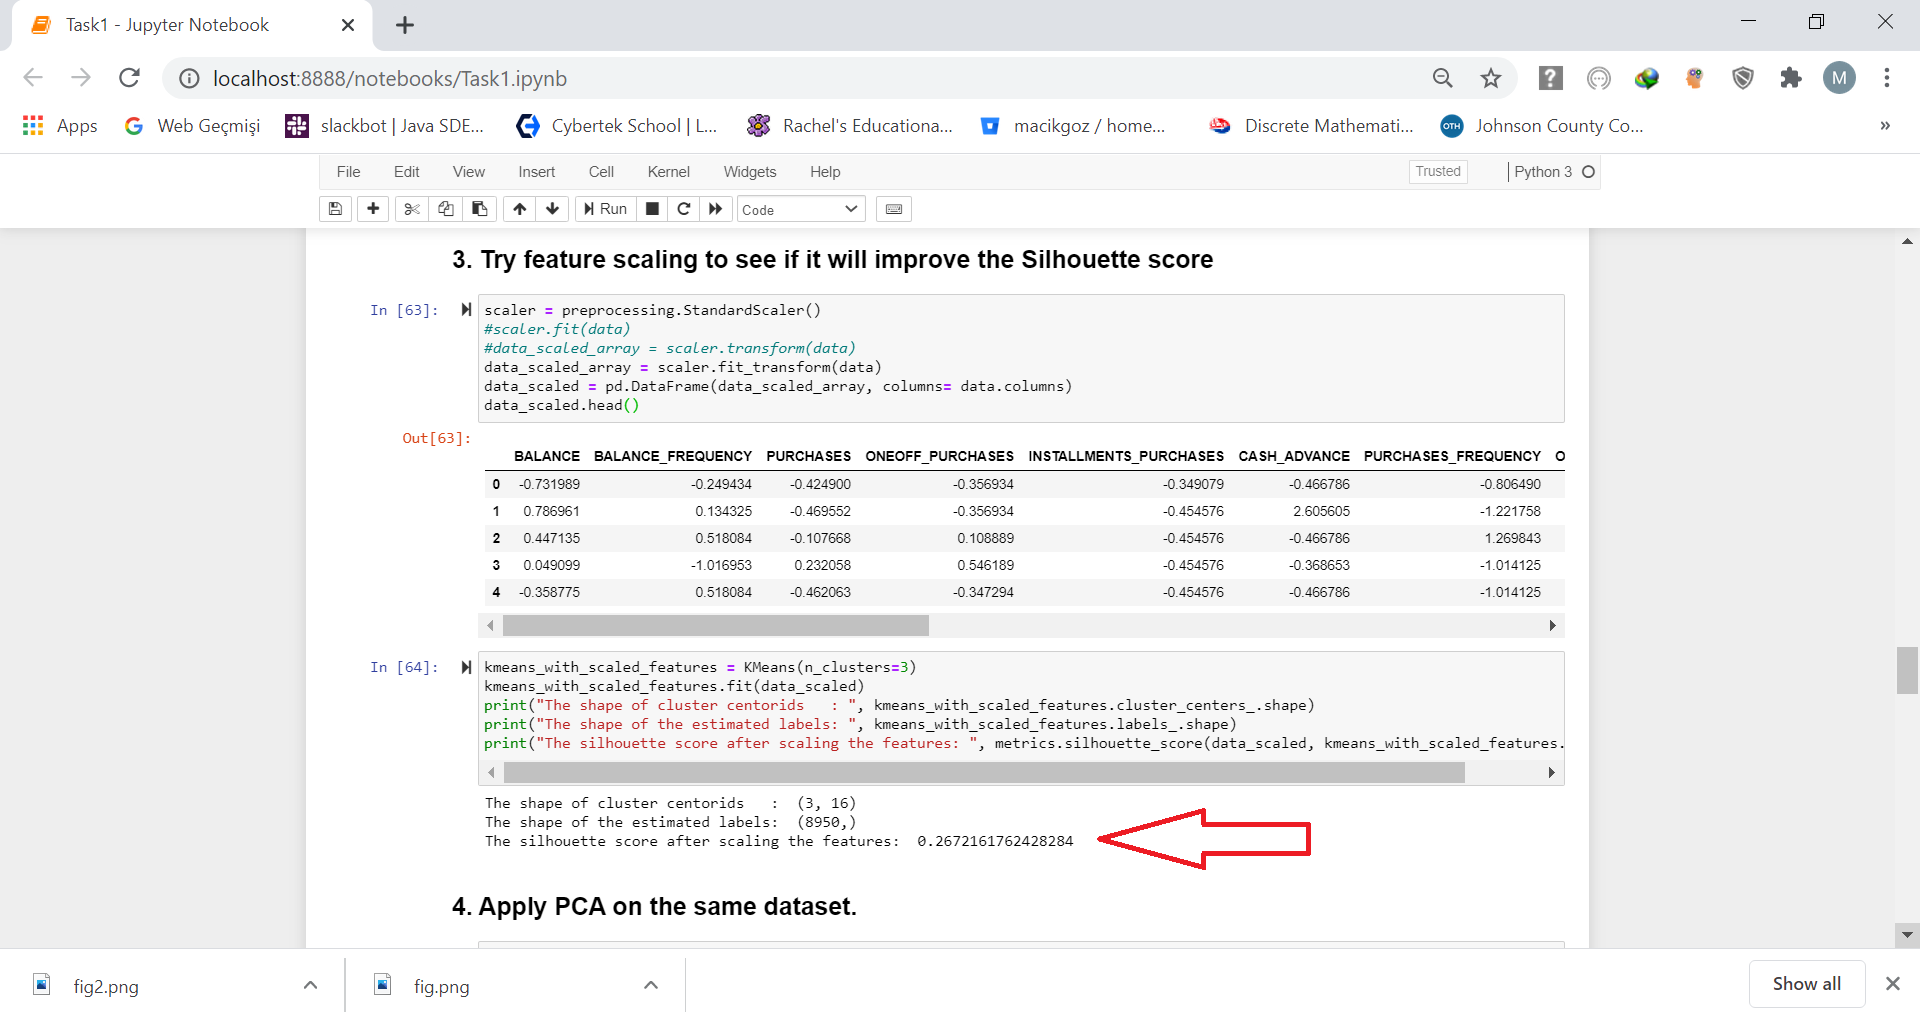 Task1 - Jupyter Notebook
localhost:8888/notebooks/Task1.ipynb
M
Apps
Web Geçmişi
slackbot | Java SDE...
Cybertek School | L...
Rachel's Educationa...
macikgoz / home...
Discrete Mathemati...
OTH
Johnson County Co...
»
File Edit View Insert Cell Kernel Widgets Help
Trusted
Python 3
Run
Code
3. Try feature scaling to see if it will improve the Silhouette score
In [63]:
scaler = preprocessing.StandardScaler()
#scaler.fit(data)
#data_scaled_array = scaler.transform(data)
data_scaled_array = scaler.fit_transform(data)
data_scaled = pd.DataFrame(data_scaled_array, columns= data.columns)
data_scaled.head()
Out[63]:
BALANCE BALANCE_FREQUENCY PURCHASES ONEOFF_PURCHASES INSTALLMENTS_PURCHASES CASH_ADVANCE PURCHASES_FREQUENCY O
0 -0.731989 -0.249434 -0.424900 -0.356934 -0.349079 -0.466786 -0.806490
1 0.786961 0.134325 -0.469552 -0.356934 -0.454576 2.605605 -1.221758
2 0.447135 0.518084 -0.107668 0.108889 -0.454576 -0.466786 1.269843
3 0.049099 -1.016953 0.232058 0.546189 -0.454576 -0.368653 -1.014125
4 -0.358775 0.518084 -0.462063 -0.347294 -0.454576 -0.466786 -1.014125
In [64]:
kmeans_with_scaled_features = KMeans(n_clusters=3)
kmeans_with_scaled_features.fit(data_scaled)
print("The shape of cluster centorids   : ", kmeans_with_scaled_features.cluster_centers_.shape)
print("The shape of the estimated labels: ", kmeans_with_scaled_features.labels_.shape)
print("The silhouette score after scaling the features: ", metrics.silhouette_score(data_scaled, kmeans_with_scaled_features.
The shape of cluster centorids   :  (3, 16)
The shape of the estimated labels:  (8950,)
The silhouette score after scaling the features:  0.2672161762428284
4. Apply PCA on the same dataset.
fig2.png
fig.png
Show all